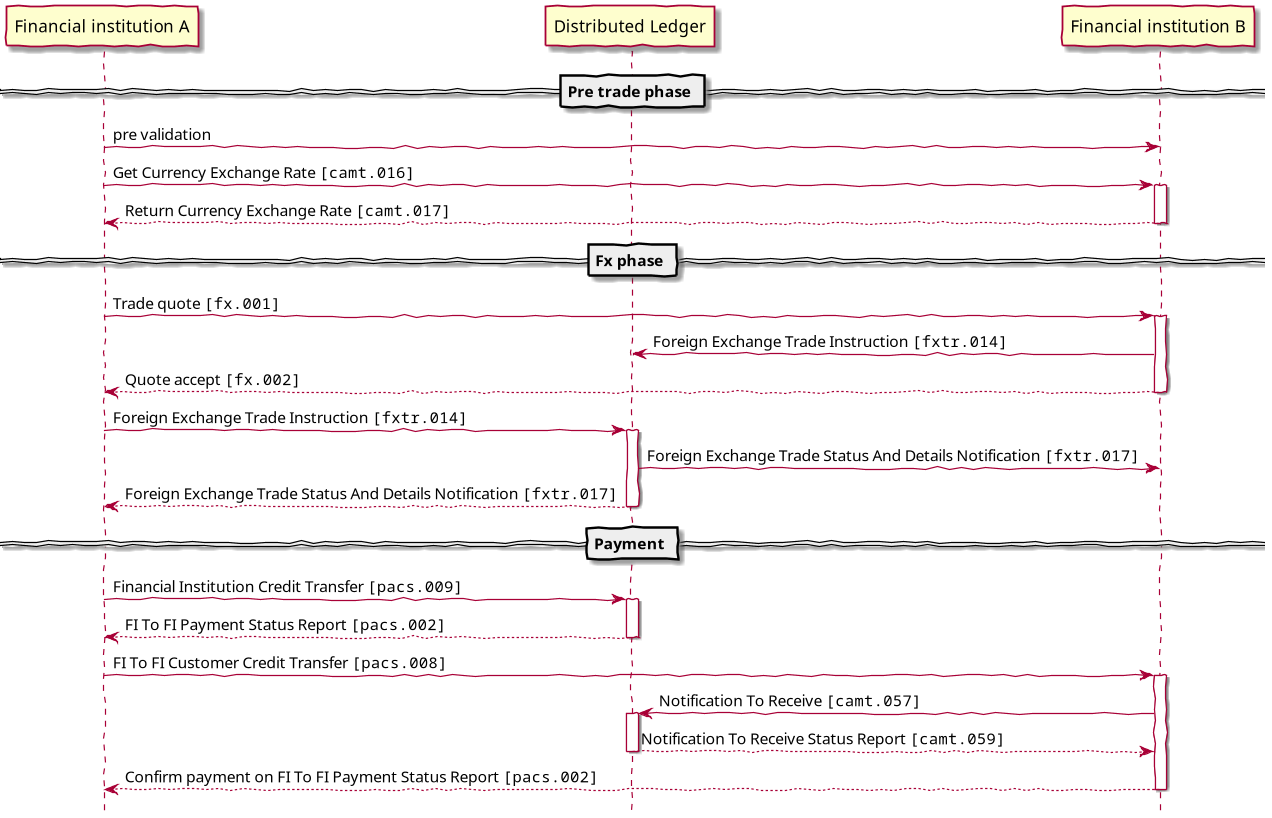 Financial institution A
Distributed Ledger
Financial institution B
Pre trade phase
pre validation
Get Currency Exchange Rate [camt.016]
Return Currency Exchange Rate [camt.017]
Fx phase
Trade quote [fx.001]
Foreign Exchange Trade Instruction [fxtr.014]
Quote accept [fx.002]
Foreign Exchange Trade Instruction [fxtr.014]
Foreign Exchange Trade Status And Details Notification [fxtr.017]
Foreign Exchange Trade Status And Details Notification [fxtr.017]
Payment
Financial Institution Credit Transfer [pacs.009]
FI To FI Payment Status Report [pacs.002]
FI To FI Customer Credit Transfer [pacs.008]
Notification To Receive [camt.057]
Notification To Receive Status Report [camt.059]
Confirm payment on FI To FI Payment Status Report [pacs.002]